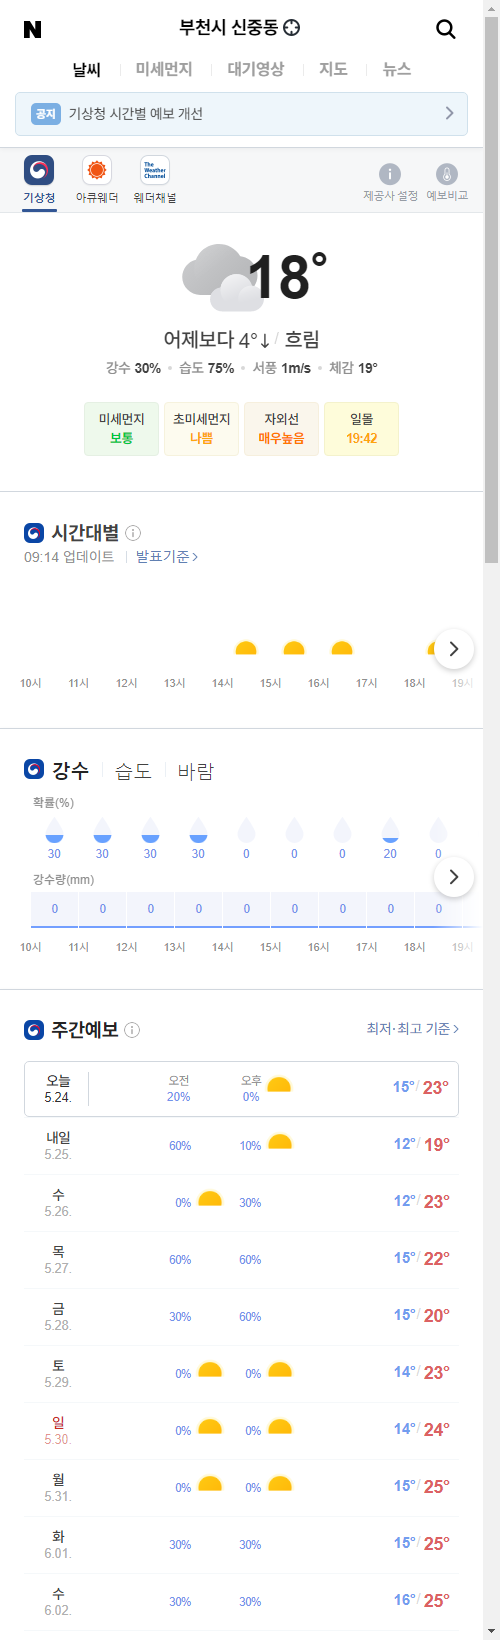 N
부천시 신중동
날씨 미세먼지 대기영상 지도 뉴스
공지 기상청 시간별 예보 개선
The Weather Channel
기상청 아큐웨더 웨더채널 제공사 설정 예보비교
18°
어제보다 4°↓ / 흐림
강수 30% • 습도 75% • 서풍 1m/s • 체감 19°
미세먼지 초미세먼지 자외선 일몰
보통 나쁨 매우높음 19:42
시간대별
09:14 업데이트 발표기준 >
10시 11시 12시 13시 14시 15시 16시 17시 18시 19시
강수 습도 바람
확률(%)
30 30 30 30 0 0 0 20 0
강수량(mm)
0 0 0 0 0 0 0 0 0
10시 11시 12시 13시 14시 15시 16시 17시 18시 19시
주간예보 최저·최고 기준 >
오늘 오전 오후
5.24. 20% 0% 15°/ 23°
내일
5.25. 60% 10% 12°/ 19°
수
5.26. 0% 30% 12°/ 23°
목
5.27. 60% 60% 15°/ 22°
금
5.28. 30% 60% 15°/ 20°
토
5.29. 0% 0% 14°/ 23°
일
5.30. 0% 0% 14°/ 24°
월
5.31. 0% 0% 15°/ 25°
화
6.01. 30% 30% 15°/ 25°
수
6.02. 30% 30% 16°/ 25°